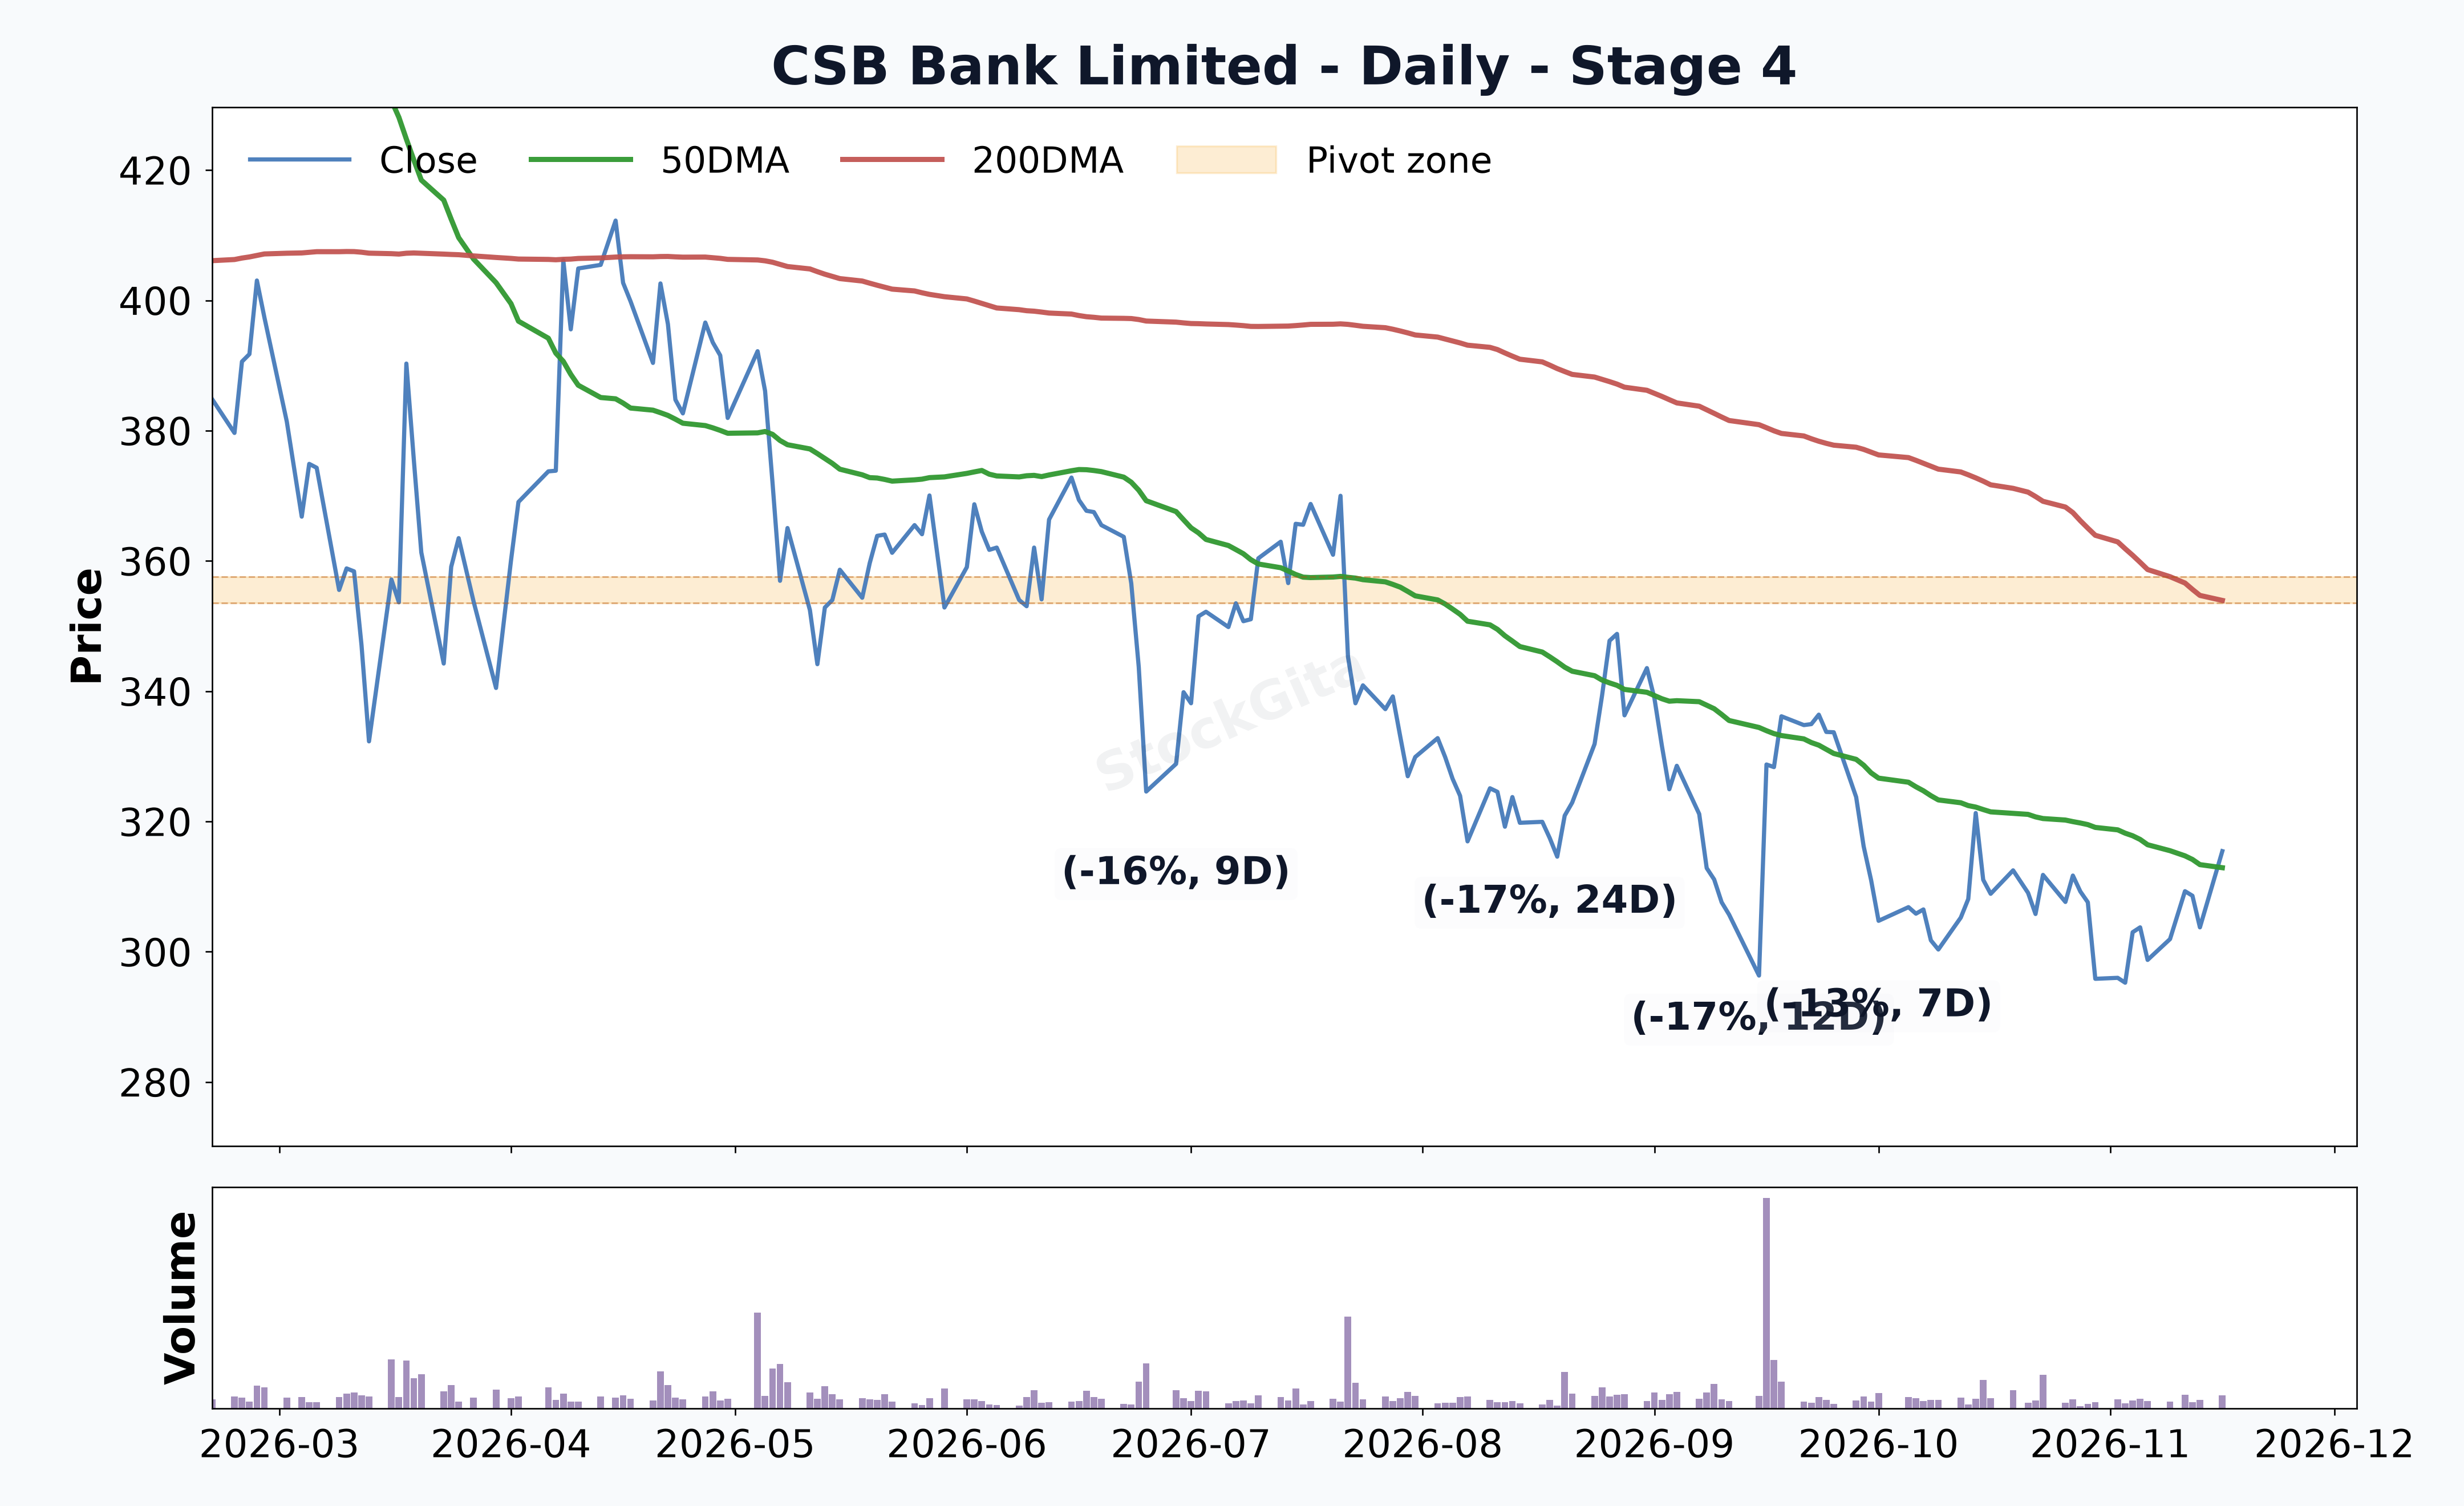 CSB Bank Limited - Daily - Stage 4
Close 50DMA 200DMA Pivot zone
Price
420
400
380
360
340
320
300
280
StockGita
(-16%, 9D)
(-17%, 24D)
(-17%, 12D)
(-13%, 7D)
Volume
2026-03 2026-04 2026-05 2026-06 2026-07 2026-08 2026-09 2026-10 2026-11 2026-12